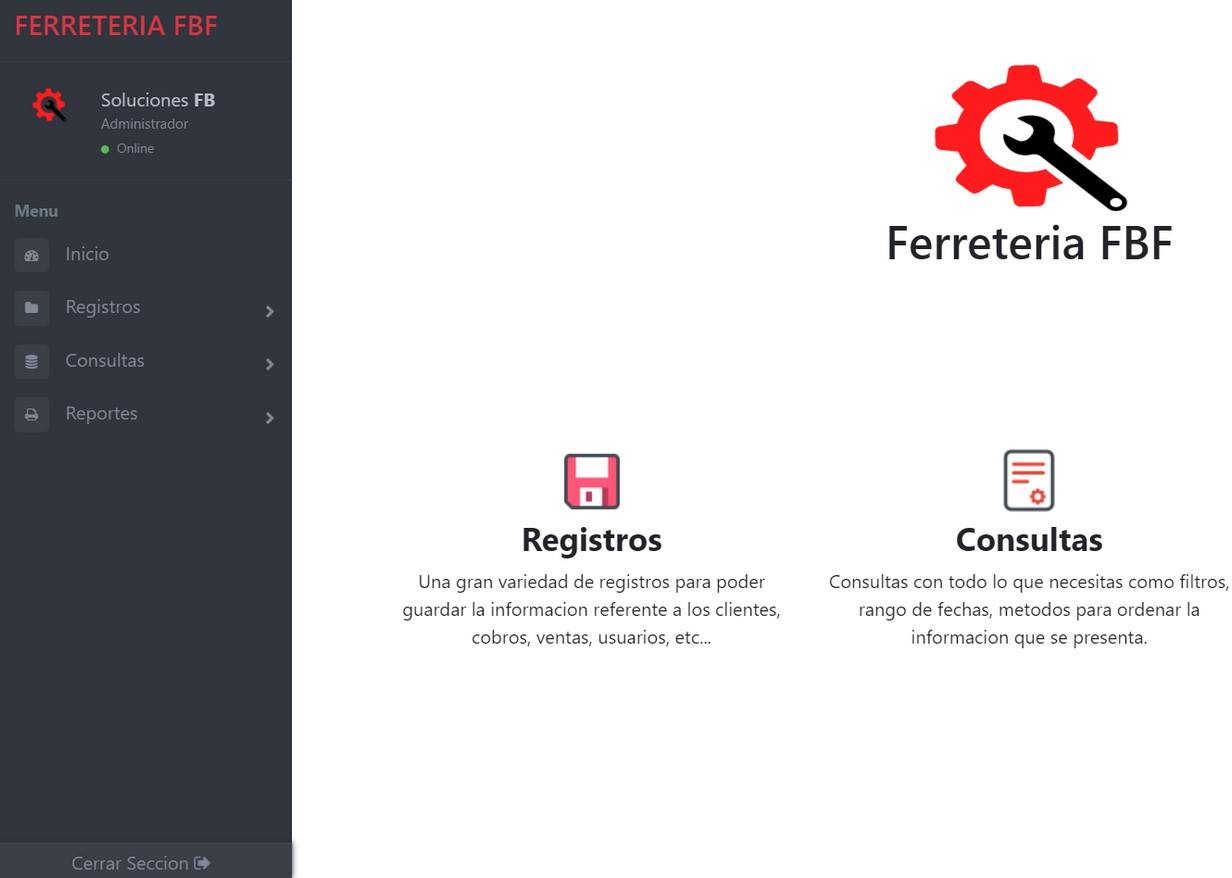 FERRETERIA FBF
Soluciones FB
Administrador
Online
Menu
Inicio
Registros
Consultas
Reportes
Cerrar Seccion
Ferreteria FBF
Registros
Una gran variedad de registros para poder
guardar la informacion referente a los clientes,
cobros, ventas, usuarios, etc...
Consultas
Consultas con todo lo que necesitas como filtros,
rango de fechas, metodos para ordenar la
informacion que se presenta.